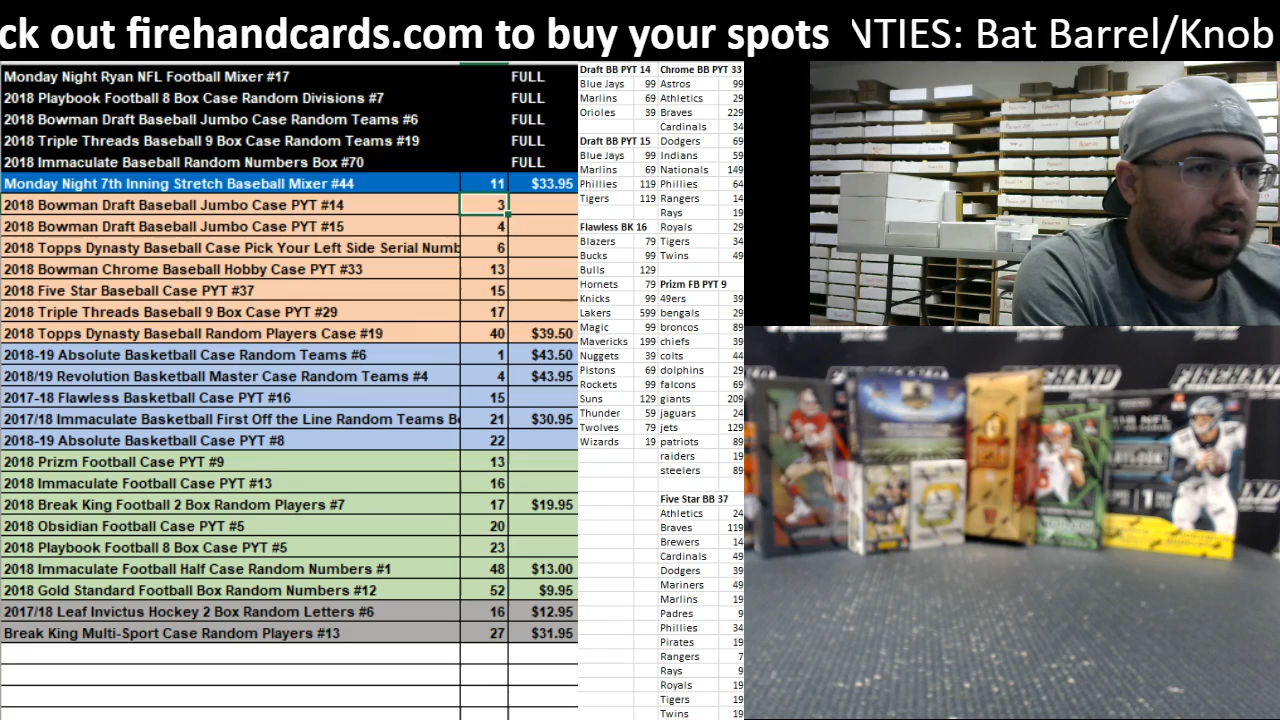 ck out firehandcards.com to buy your spots
NTIES: Bat Barrel/Knob
Monday Night Ryan NFL Football Mixer #17 FULL
2018 Playbook Football 8 Box Case Random Divisions #7 FULL
2018 Bowman Draft Baseball Jumbo Case Random Teams #6 FULL
2018 Triple Threads Baseball 9 Box Case Random Teams #19 FULL
2018 Immaculate Baseball Random Numbers Box #70 FULL
Monday Night 7th Inning Stretch Baseball Mixer #44 11 $33.95
2018 Bowman Draft Baseball Jumbo Case PYT #14 3
2018 Bowman Draft Baseball Jumbo Case PYT #15 4
2018 Topps Dynasty Baseball Case Pick Your Left Side Serial Numb 6
2018 Bowman Chrome Baseball Hobby Case PYT #33 13
2018 Five Star Baseball Case PYT #37 15
2018 Triple Threads Baseball 9 Box Case PYT #29 17
2018 Topps Dynasty Baseball Random Players Case #19 40 $39.50
2018-19 Absolute Basketball Case Random Teams #6 1 $43.50
2018/19 Revolution Basketball Master Case Random Teams #4 4 $43.95
2017-18 Flawless Basketball Case PYT #16 15
2017/18 Immaculate Basketball First Off the Line Random Teams Bo 21 $30.95
2018-19 Absolute Basketball Case PYT #8 22
2018 Prizm Football Case PYT #9 13
2018 Immaculate Football Case PYT #13 16
2018 Break King Football 2 Box Random Players #7 17 $19.95
2018 Obsidian Football Case PYT #5 20
2018 Playbook Football 8 Box Case PYT #5 23
2018 Immaculate Football Half Case Random Numbers #1 48 $13.00
2018 Gold Standard Football Box Random Numbers #12 52 $9.95
2017/18 Leaf Invictus Hockey 2 Box Random Letters #6 16 $12.95
Break King Multi-Sport Case Random Players #13 27 $31.95
Draft BB PYT 14
Blue Jays 99
Marlins 69
Orioles 39
Draft BB PYT 15
Blue Jays 99
Marlins 69
Phillies 119
Tigers 119
Flawless BK 16
Blazers 79
Bucks 99
Bulls 129
Hornets 79
Knicks 99
Lakers 599
Magic 99
Mavericks 199
Nuggets 39
Pistons 69
Rockets 99
Suns 129
Thunder 59
Twolves 79
Wizards 19
Chrome BB PYT 33
Astros 99
Athletics 29
Braves 229
Cardinals 34
Dodgers 69
Indians 59
Nationals 149
Phillies 64
Rangers 14
Rays 19
Royals 29
Tigers 34
Twins 49
Prizm FB PYT 9
49ers 39
bengals 29
broncos 89
chiefs 39
colts 44
dolphins 29
falcons 69
giants 209
jaguars 24
jets 129
patriots 89
raiders 19
steelers 89
Five Star BB 37
Athletics 24
Braves 119
Brewers 14
Cardinals 49
Dodgers 39
Mariners 49
Marlins 19
Padres 9
Phillies 34
Pirates 19
Rangers 7
Rays 9
Royals 19
Tigers 19
Twins 19
FIREHAND